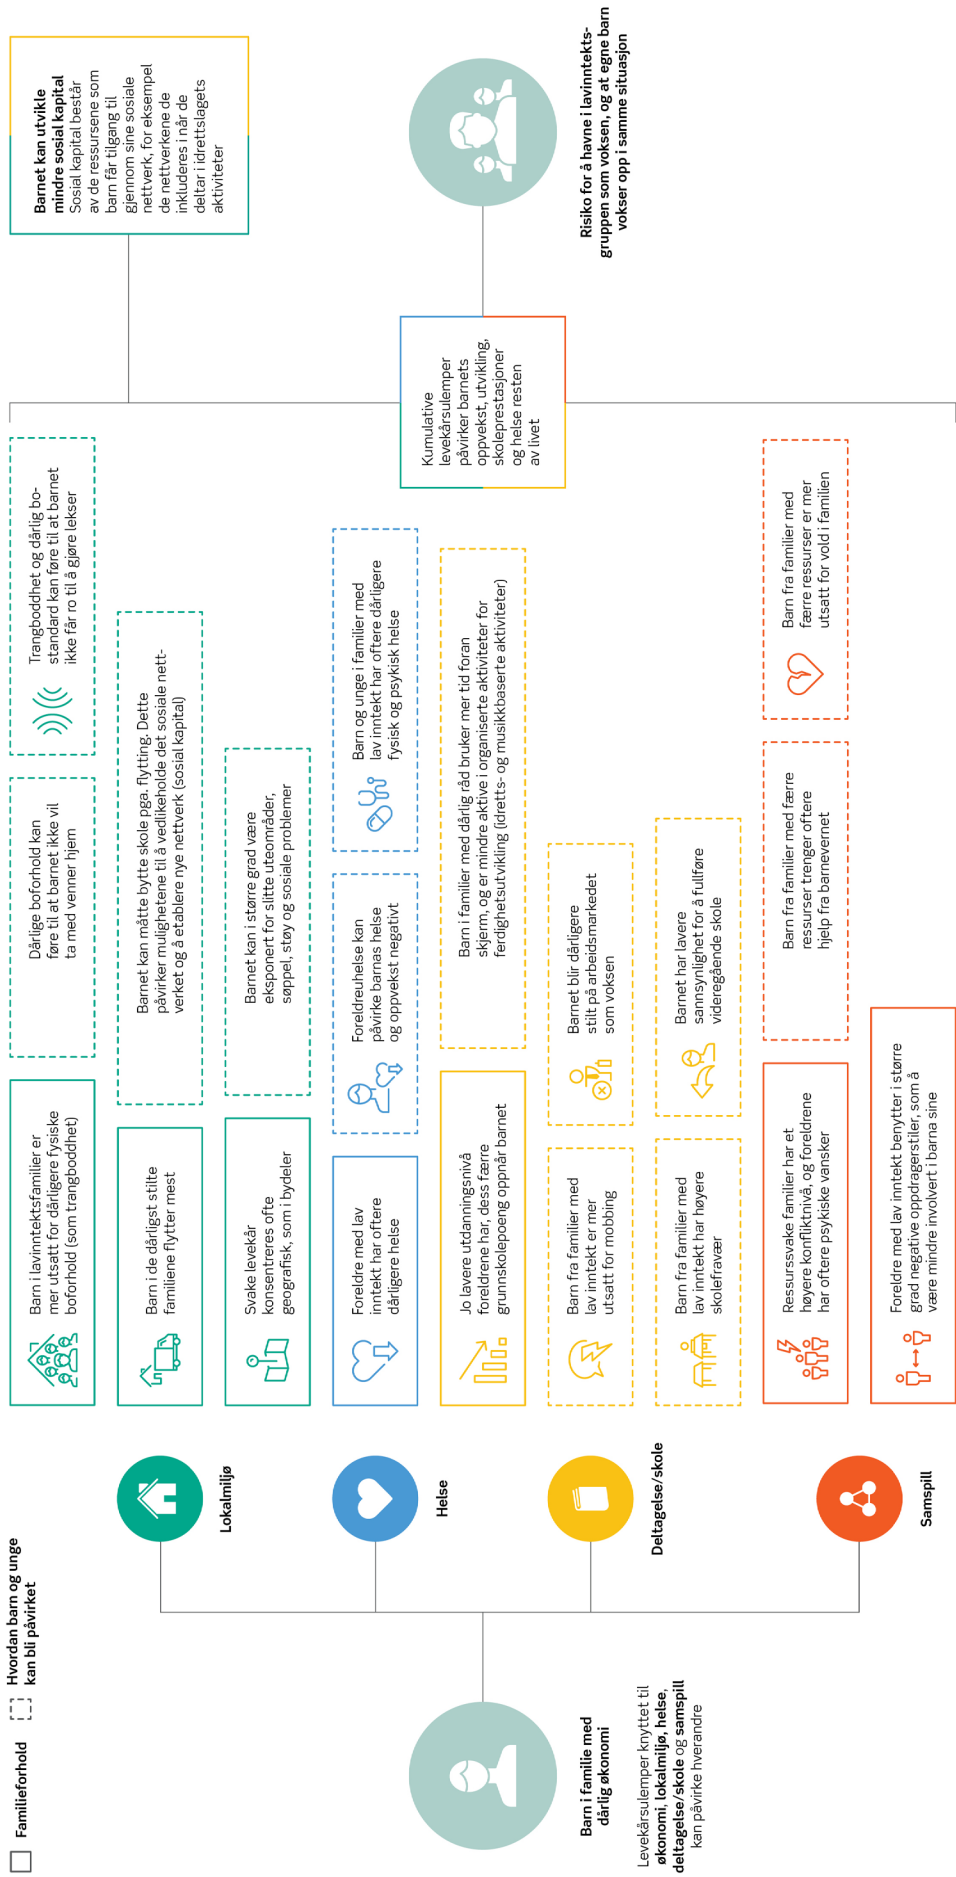 Familieforhold
Hvordan barn og unge
kan bli påvirket
Barn i familie med
dårlig økonomi
Levekårsulemper knyttet til
økonomi, lokalmiljø, helse,
deltagelse/skole og samspill
kan påvirke hverandre
Lokalmiljø
Barn i lavinntektsfamilier er
mer utsatt for dårligere fysiske
boforhold (som trangboddhet)
Dårlige boforhold kan
føre til at barnet ikke vil
ta med venner hjem
Trangboddhet og dårlig bo-
standard kan føre til at barnet
ikke får ro til å gjøre lekser
Barn i de dårligst stilte
familiene flytter mest
Barnet kan måtte bytte skole pga. flytting. Dette
påvirker mulighetene til å vedlikeholde det sosiale nett-
verket og å etablere nye nettverk (sosial kapital)
Svake levekår
konsentreres ofte
geografisk, som i bydeler
Barnet kan i større grad være
eksponert for slitte uteområder,
søppel, støy og sosiale problemer
Helse
Foreldre med lav
inntekt har oftere
dårligere helse
Foreldreuhelse kan
påvirke barnas helse
og oppvekst negativt
Barn og unge i familier med
lav inntekt har oftere dårligere
fysisk og psykisk helse
Deltagelse/skole
Jo lavere utdanningsnivå
foreldrene har, dess færre
grunnskolepoeng oppnår barnet
Barn i familier med dårlig råd bruker mer tid foran
skjerm, og er mindre aktive i organiserte aktiviteter for
ferdighetsutvikling (idretts- og musikkbaserte aktiviteter)
Barn fra familier med
lav inntekt er mer
utsatt for mobbing
Barnet blir dårligere
stilt på arbeidsmarkedet
som voksen
Barn fra familier med
lav inntekt har høyere
skolefravær
Barnet har lavere
sannsynlighet for å fullføre
videregående skole
Samspill
Ressurssvake familier har et
høyere konfliktnivå, og foreldrene
har oftere psykiske vansker
Barn fra familier med færre
ressurser trenger oftere
hjelp fra barnevernet
Barn fra familier med
færre ressurser er mer
utsatt for vold i familien
Foreldre med lav inntekt benytter i større
grad negative oppdragerstiler, som å
være mindre involvert i barna sine
Kumulative
levekårsulemper
påvirker barnets
oppvekst, utvikling,
skoleprestasjoner
og helse resten
av livet
Barnet kan utvikle
mindre sosial kapital
Sosial kapital består
av de ressursene som
barn får tilgang til
gjennom sine sosiale
nettverk, for eksempel
de nettverkene de
inkluderes i når de
deltar i idrettslagets
aktiviteter
Risiko for å havne i lavinntekts-
gruppen som voksen, og at egne barn
vokser opp i samme situasjon